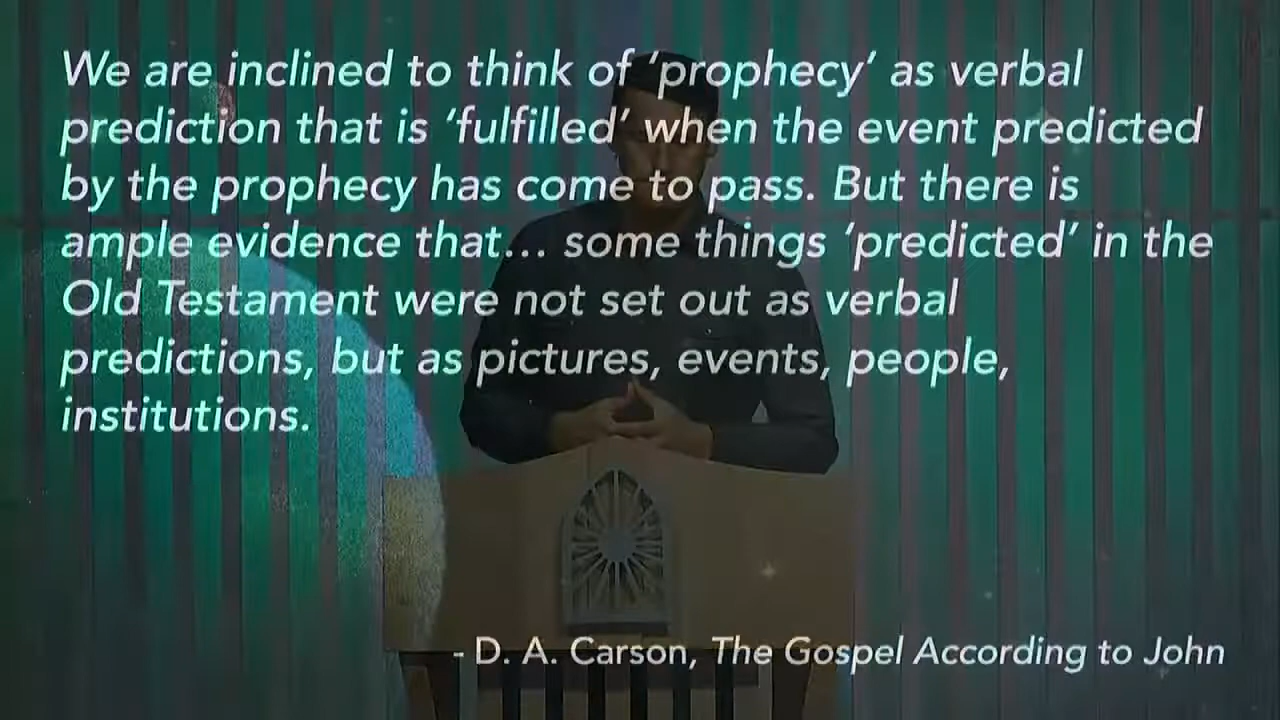 We are inclined to think of ‘prophecy’ as verbal
prediction that is ‘fulfilled’ when the event predicted
by the prophecy has come to pass. But there is
ample evidence that… some things ‘predicted’ in the
Old Testament were not set out as verbal
predictions, but as pictures, events, people,
institutions.
- D. A. Carson, The Gospel According to John